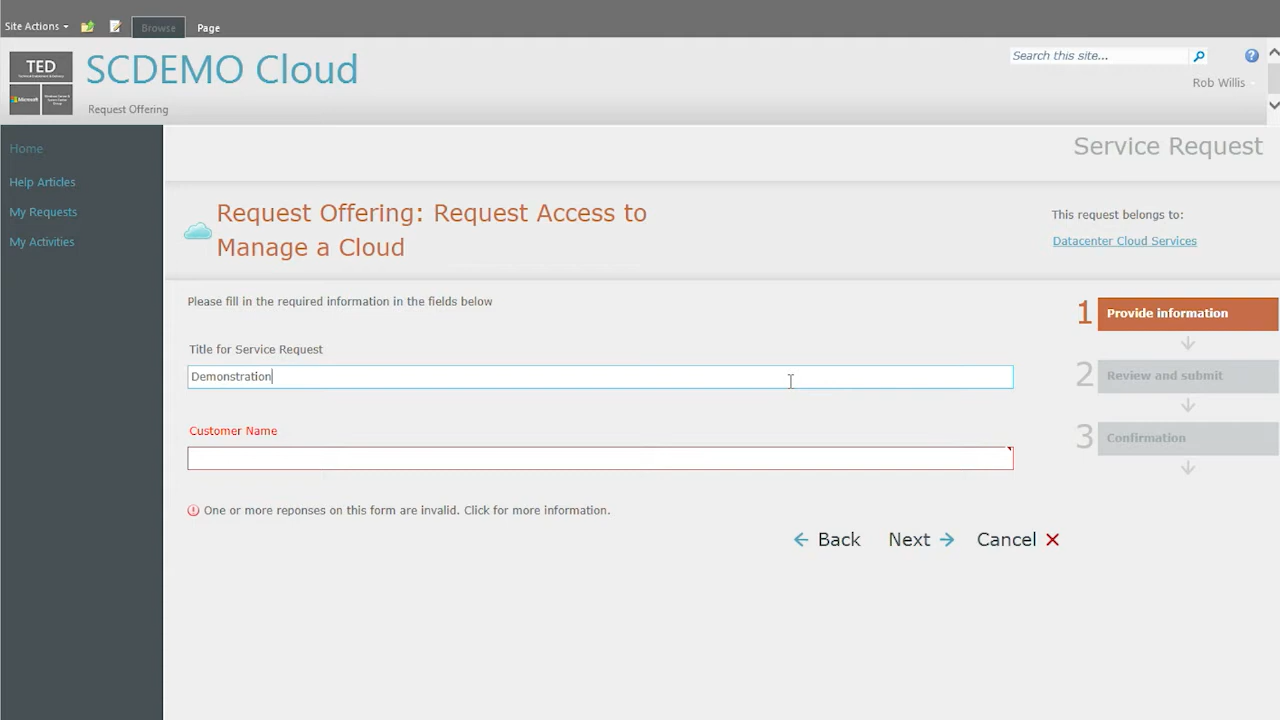 Site Actions
Browse
Page
TED
Microsoft
SCDEMO Cloud
Request Offering
Search this site...
Rob Willis
Home
Help Articles
My Requests
My Activities
Service Request
Request Offering: Request Access to
Manage a Cloud
This request belongs to:
Datacenter Cloud Services
Please fill in the required information in the fields below
Title for Service Request
Demonstration
Customer Name
One or more reponses on this form are invalid. Click for more information.
Back
Next
Cancel
1 Provide information
2 Review and submit
3 Confirmation